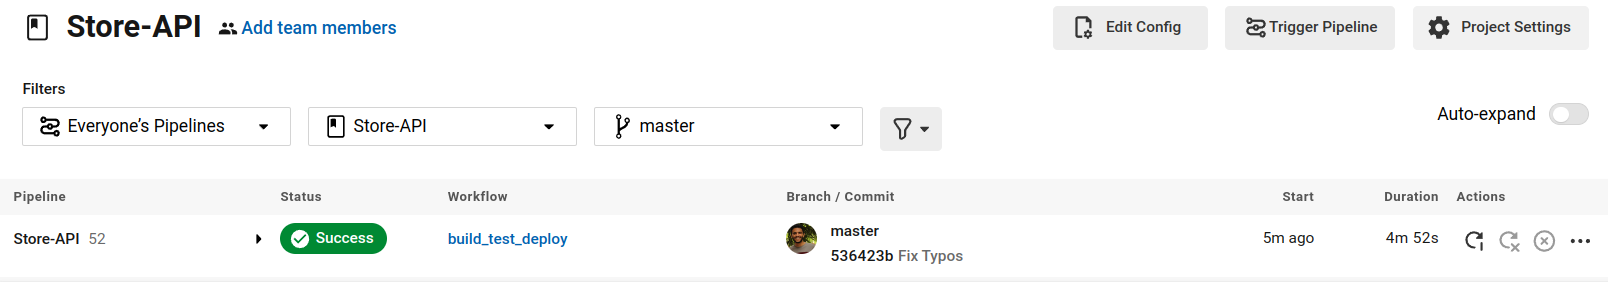 Store-API Add team members Edit Config Trigger Pipeline Project Settings
Filters
Everyone’s Pipelines Store-API master Auto-expand
Pipeline Status Workflow Branch / Commit Start Duration Actions
Store-API 52 Success build_test_deploy master 5m ago 4m 52s
536423b Fix Typos